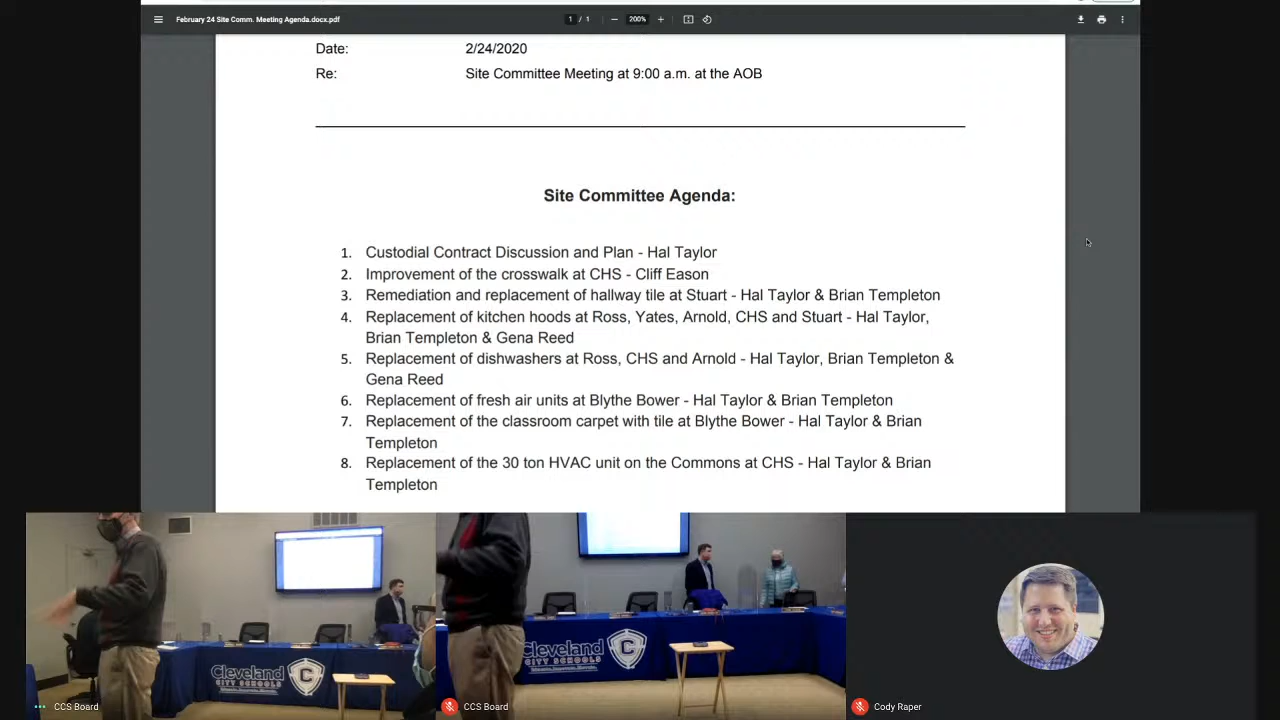 February 24 Site Comm. Meeting Agenda.docx.pdf
1 / 1
200%
Date: 2/24/2020
Re: Site Committee Meeting at 9:00 a.m. at the AOB
Site Committee Agenda:
1. Custodial Contract Discussion and Plan - Hal Taylor
2. Improvement of the crosswalk at CHS - Cliff Eason
3. Remediation and replacement of hallway tile at Stuart - Hal Taylor & Brian Templeton
4. Replacement of kitchen hoods at Ross, Yates, Arnold, CHS and Stuart - Hal Taylor,
Brian Templeton & Gena Reed
5. Replacement of dishwashers at Ross, CHS and Arnold - Hal Taylor, Brian Templeton &
Gena Reed
6. Replacement of fresh air units at Blythe Bower - Hal Taylor & Brian Templeton
7. Replacement of the classroom carpet with tile at Blythe Bower - Hal Taylor & Brian
Templeton
8. Replacement of the 30 ton HVAC unit on the Commons at CHS - Hal Taylor & Brian
Templeton
Cleveland
CITY SCHOOLS
C
Cleveland
CITY SCHOOLS
C
CCS Board
CCS Board
Cody Raper